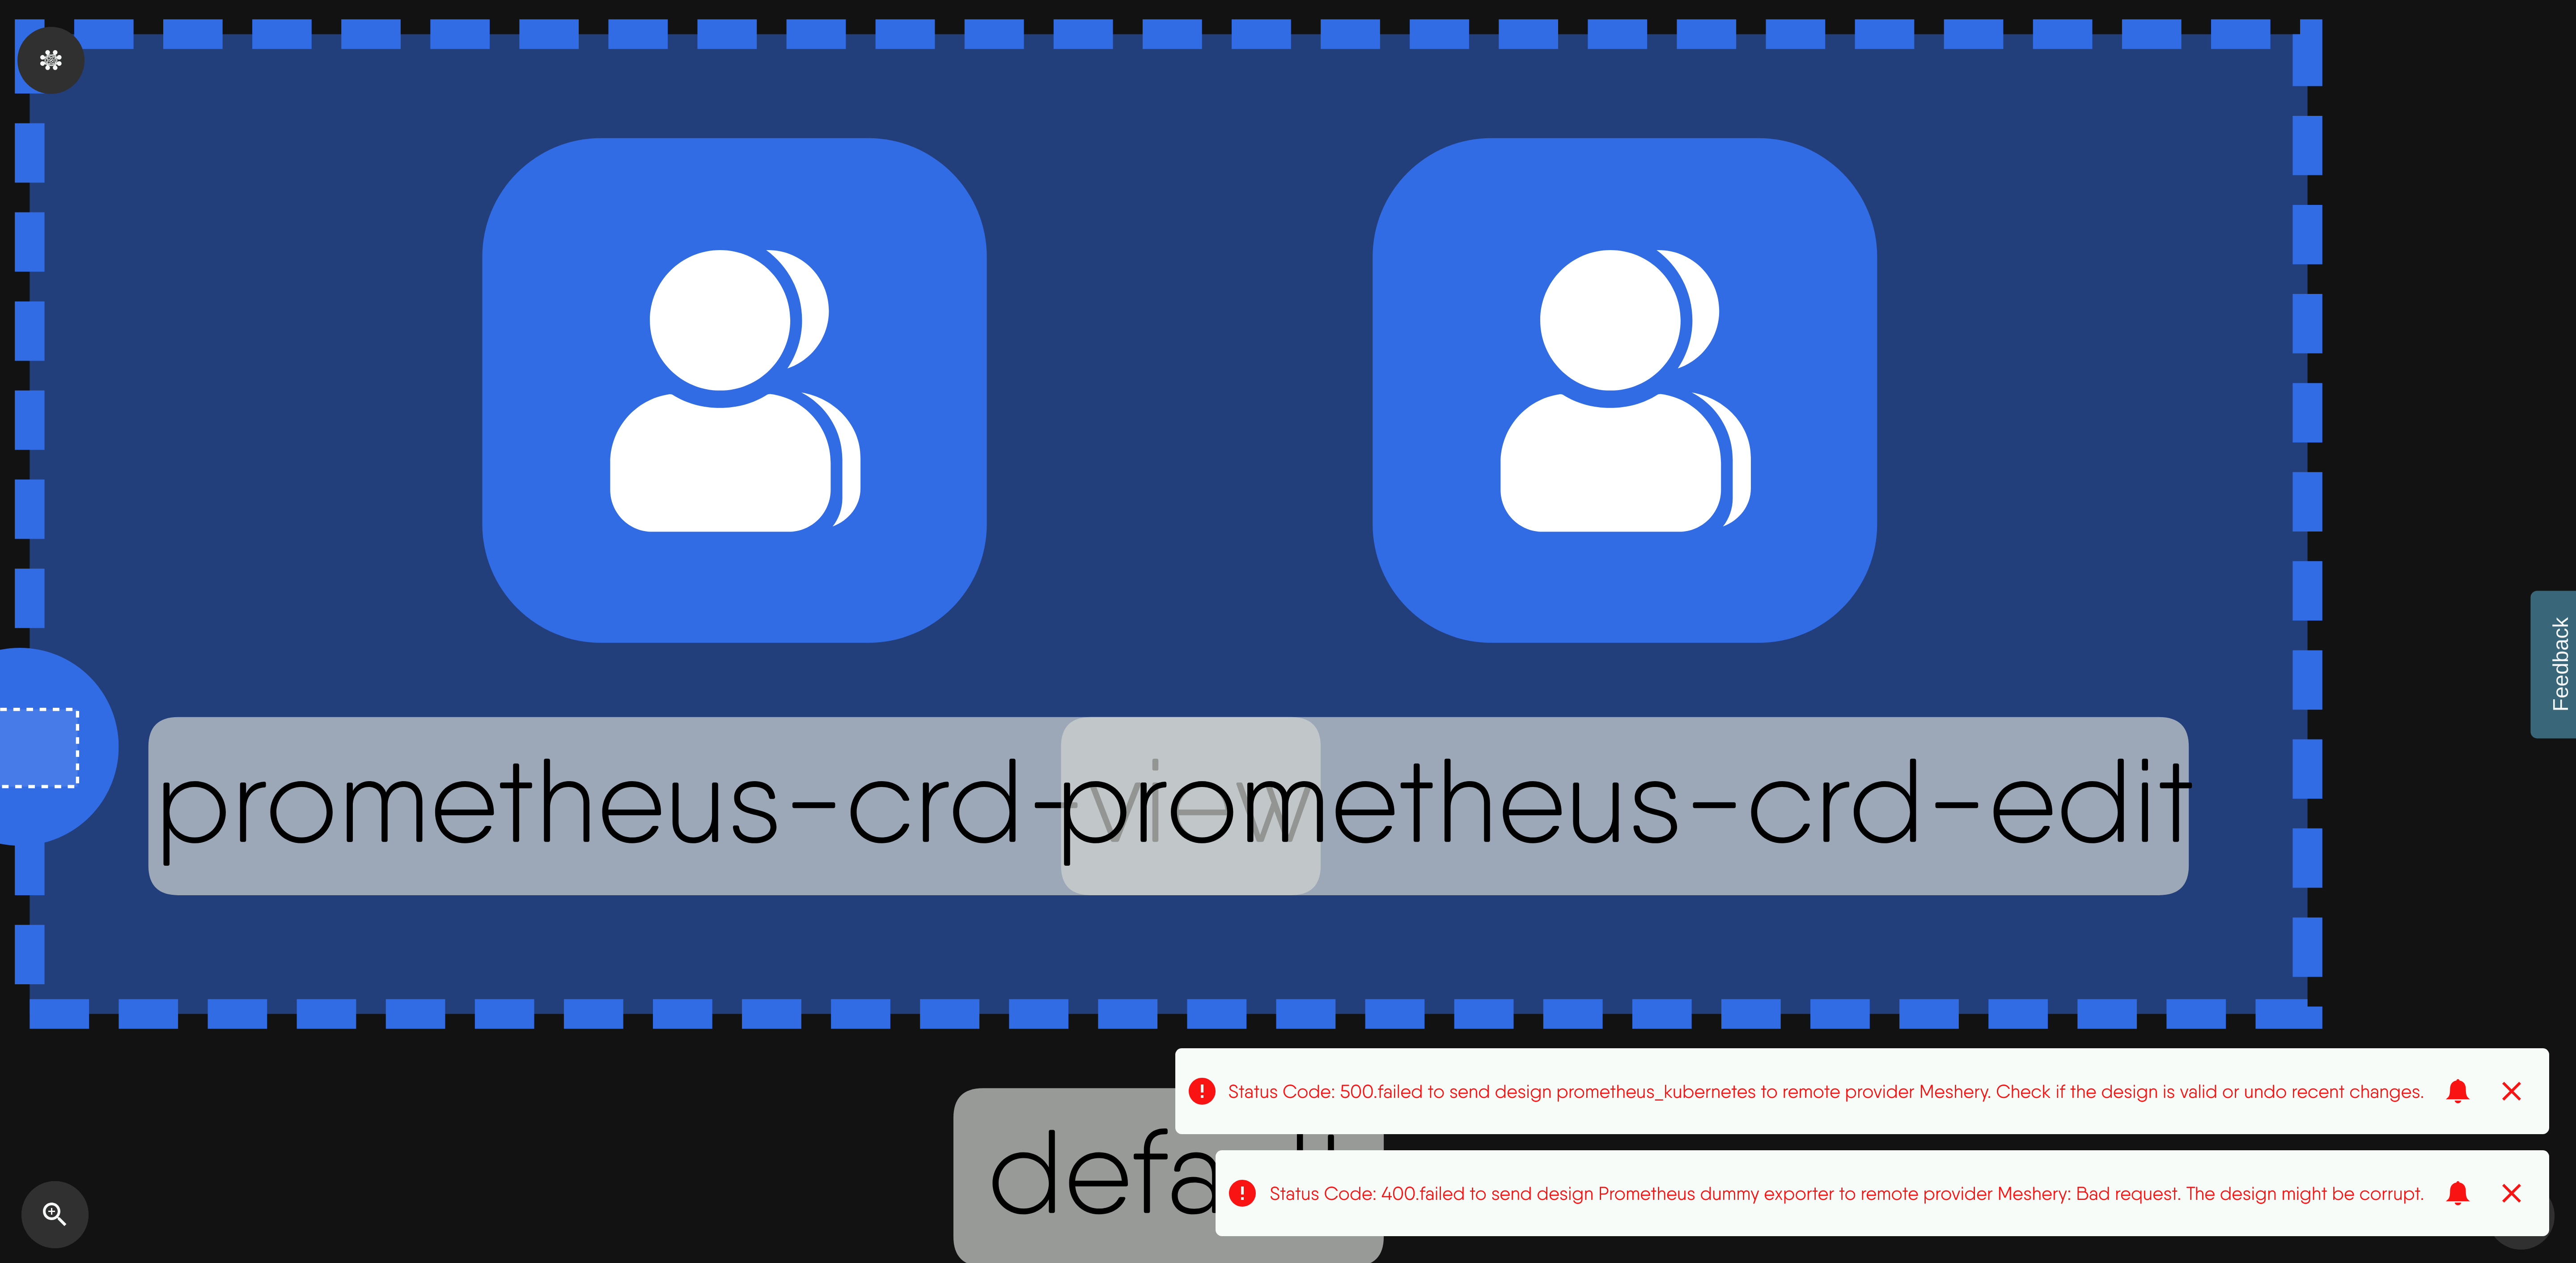 prometheus-crd-view
prometheus-crd-edit
Feedback
Status Code: 500.failed to send design prometheus_kubernetes to remote provider Meshery. Check if the design is valid or undo recent changes.
Status Code: 400.failed to send design Prometheus dummy exporter to remote provider Meshery: Bad request. The design might be corrupt.